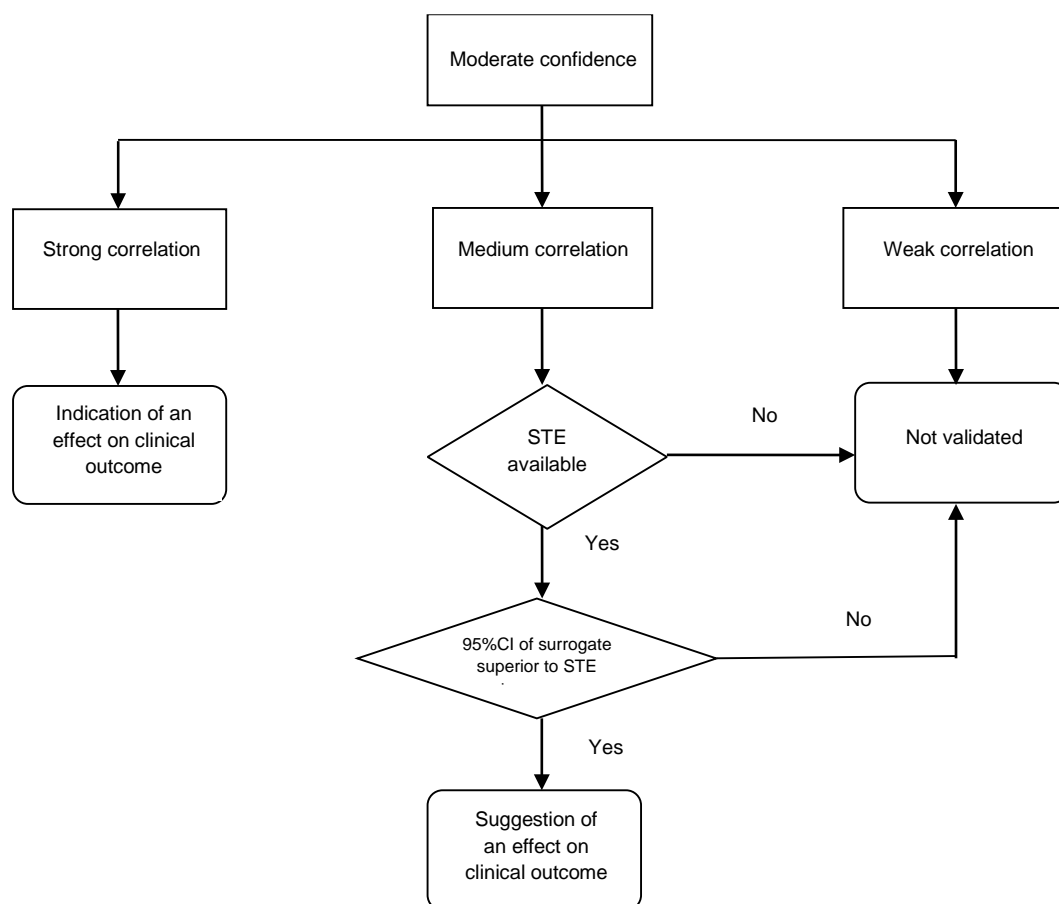 Moderate confidence
Strong correlation
Medium correlation
Weak correlation
Indication of an
effect on clinical
outcome
STE
available
No
Not validated
Yes
95%CI of surrogate
superior to STE
No
Yes
Suggestion of
an effect on
clinical outcome